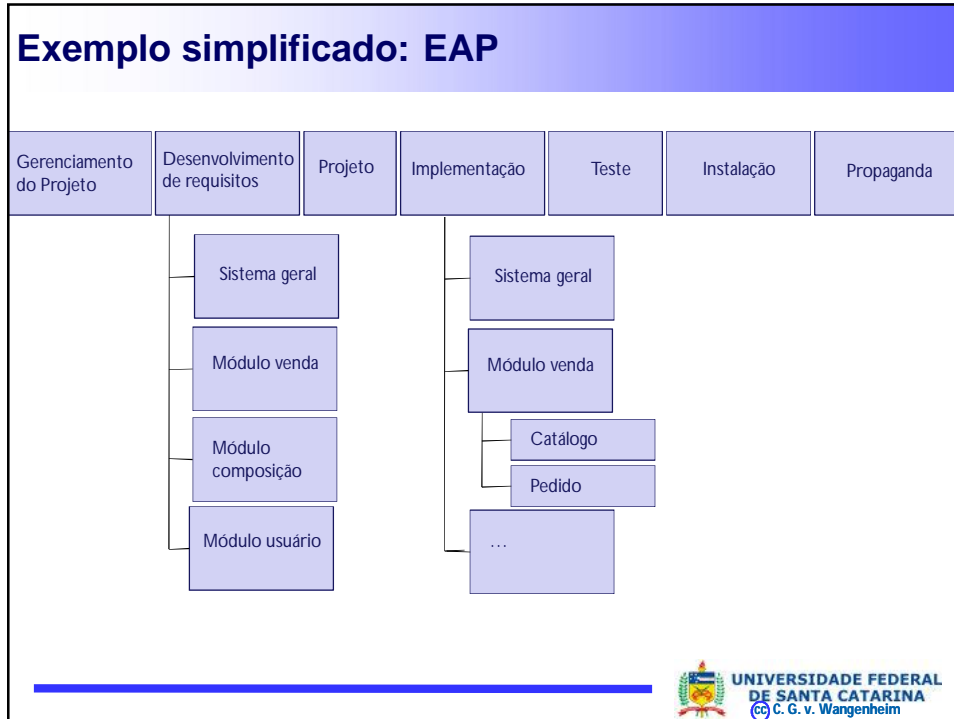 Exemplo simplificado: EAP
Gerenciamento
do Projeto
Desenvolvimento
de requisitos
Projeto
Implementação
Teste
Instalação
Propaganda
Sistema geral
Módulo venda
Módulo
composição
Módulo usuário
Sistema geral
Módulo venda
Catálogo
Pedido
...
UNIVERSIDADE FEDERAL
DE SANTA CATARINA
(cc) C. G. v. Wangenheim